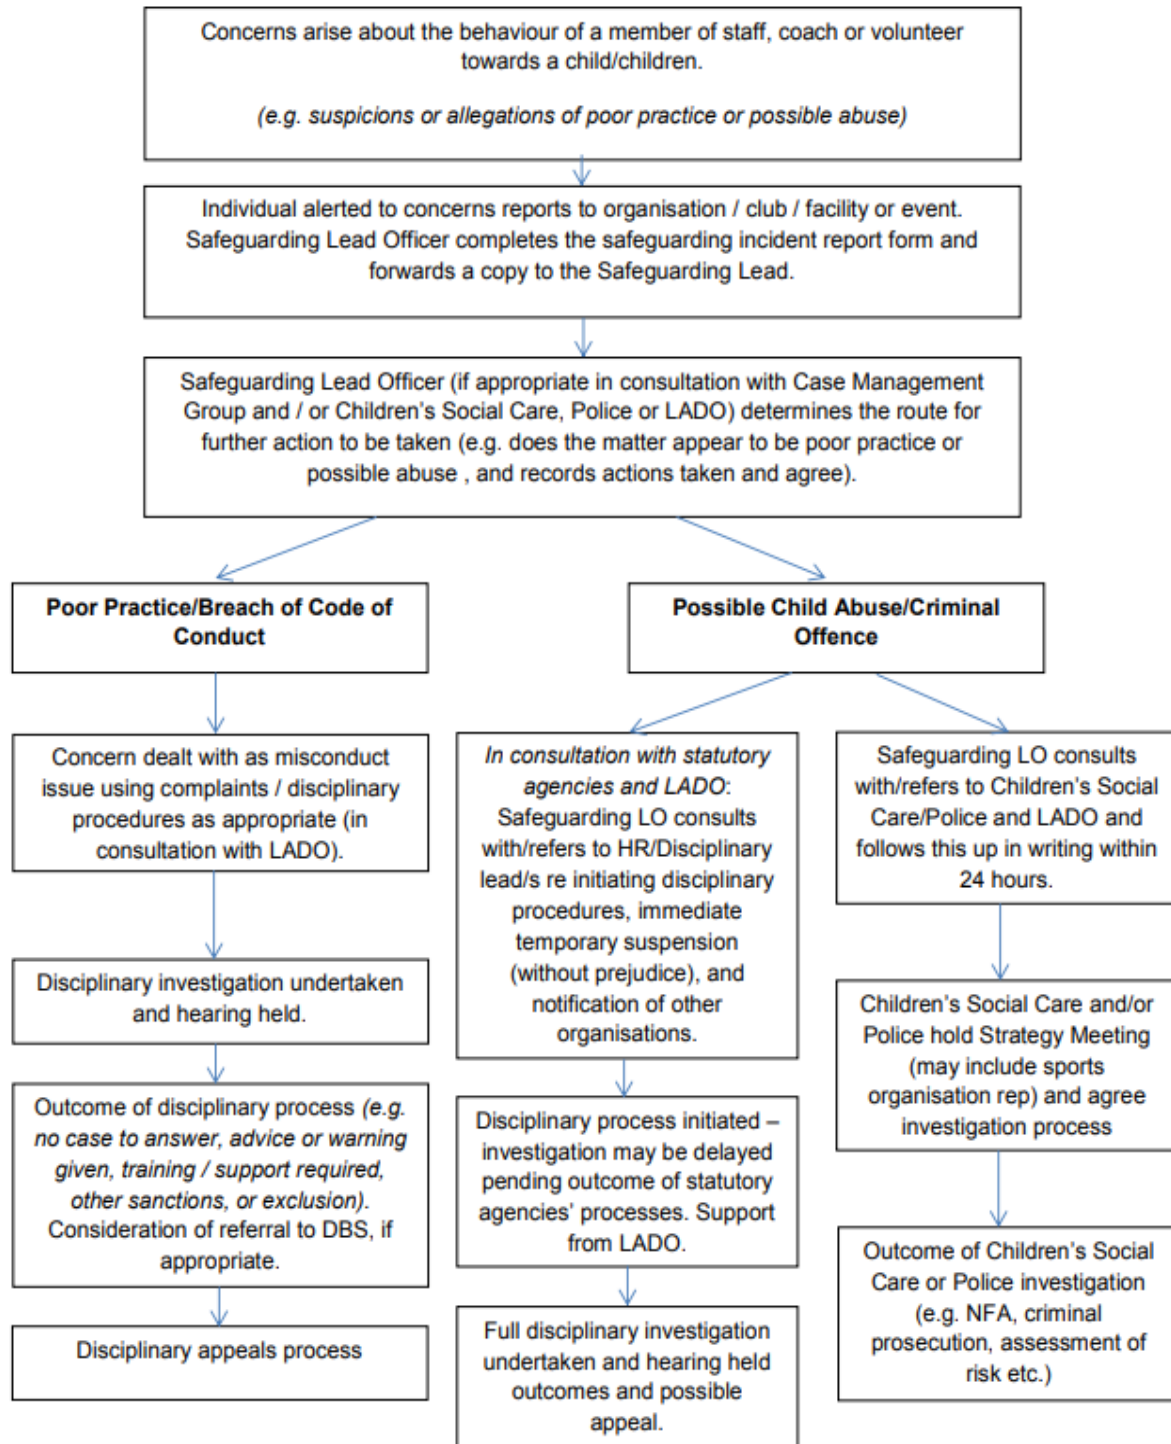 Concerns arise about the behaviour of a member of staff, coach or volunteer
towards a child/children.
(e.g. suspicions or allegations of poor practice or possible abuse)
Individual alerted to concerns reports to organisation / club / facility or event.
Safeguarding Lead Officer completes the safeguarding incident report form and
forwards a copy to the Safeguarding Lead.
Safeguarding Lead Officer (if appropriate in consultation with Case Management
Group and / or Children's Social Care, Police or LADO) determines the route for
further action to be taken (e.g. does the matter appear to be poor practice or
possible abuse , and records actions taken and agree).
Poor Practice/Breach of Code of
Conduct
Concern dealt with as misconduct
issue using complaints / disciplinary
procedures as appropriate (in
consultation with LADO).
Disciplinary investigation undertaken
and hearing held.
Outcome of disciplinary process (e.g.
no case to answer, advice or warning
given, training / support required,
other sanctions, or exclusion).
Consideration of referral to DBS, if
appropriate.
Disciplinary appeals process
Possible Child Abuse/Criminal
Offence
In consultation with statutory
agencies and LADO:
Safeguarding LO consults
with/refers to HR/Disciplinary
lead/s re initiating disciplinary
procedures, immediate
temporary suspension
(without prejudice), and
notification of other
organisations.
Disciplinary process initiated –
investigation may be delayed
pending outcome of statutory
agencies' processes. Support
from LADO.
Full disciplinary investigation
undertaken and hearing held
outcomes and possible
appeal.
Safeguarding LO consults
with/refers to Children's Social
Care/Police and LADO and
follows this up in writing within
24 hours.
Children's Social Care and/or
Police hold Strategy Meeting
(may include sports
organisation rep) and agree
investigation process
Outcome of Children's Social
Care or Police investigation
(e.g. NFA, criminal
prosecution, assessment of
risk etc.)